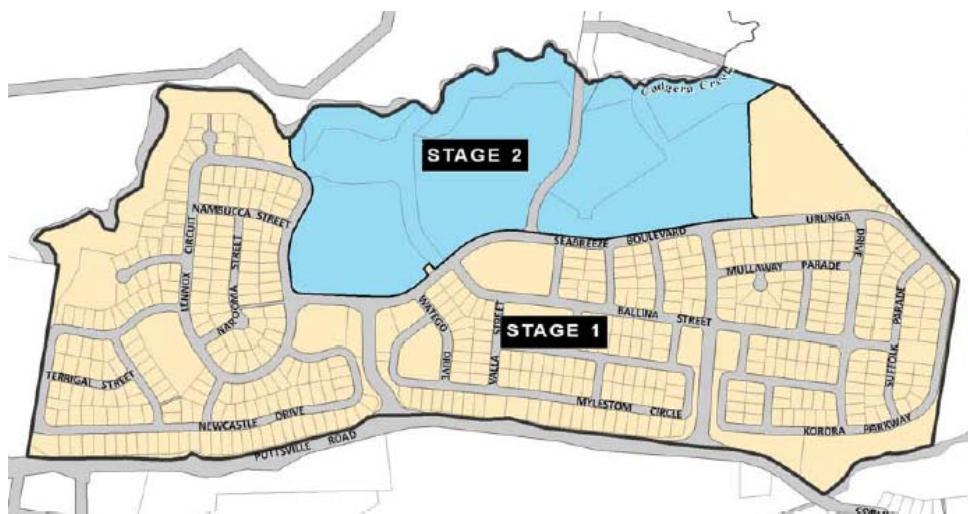 Cudgera Creek
STAGE 2
NAMBUCCA STREET
URUNGA
SEABREEZE BOULEVARD
DRIVE
LENNOX CIRCUIT
NAROOMA STREET
MULLAWAY PARADE
WATEGO DRIVE
VALLA STREET
BALLINA STREET
STAGE 1
SUFFOLK PARADE
TERRIGAL STREET
MYLESTOM CIRCLE
NEWCASTLE DRIVE
KORORA PARKWAY
POTTSVILLE ROAD